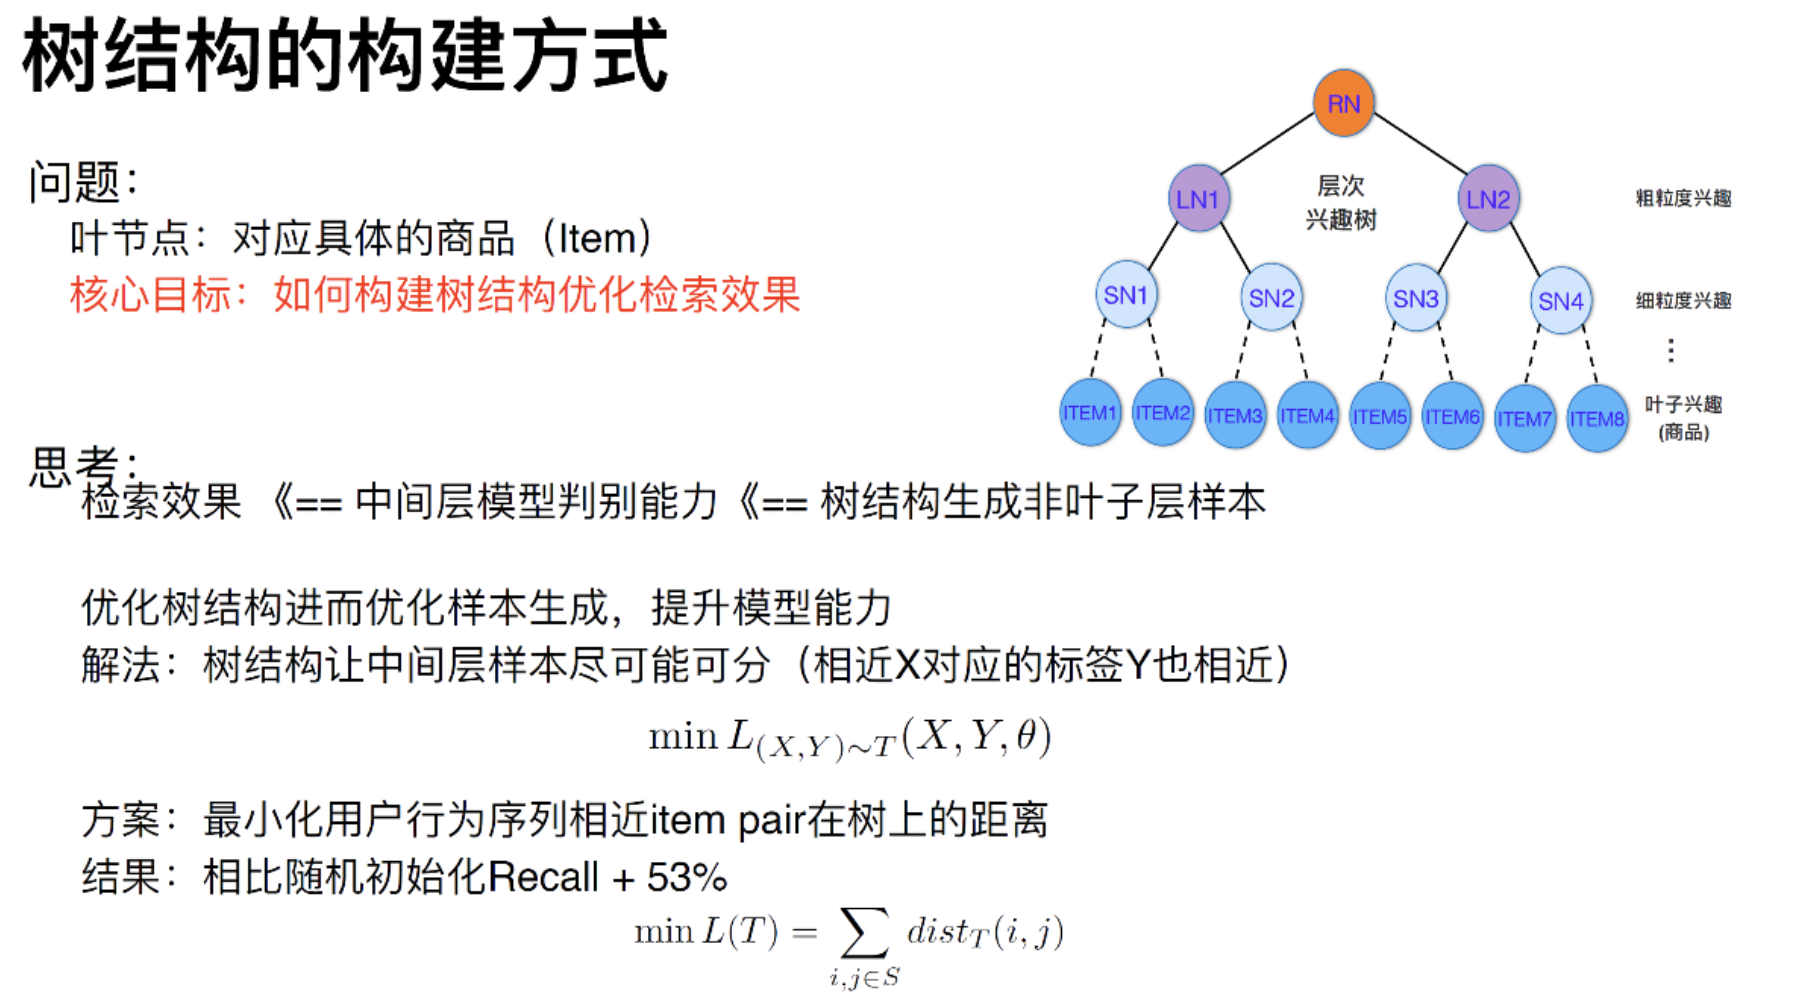 树结构的构建方式
问题：
叶节点：对应具体的商品（Item）
核心目标：如何构建树结构优化检索效果
RN
LN1
层次
兴趣树
LN2
粗粒度兴趣
SN1
SN2
SN3
SN4
细粒度兴趣
⋮
ITEM1
ITEM2
ITEM3
ITEM4
ITEM5
ITEM6
ITEM7
ITEM8
叶子兴趣
(商品)
思考：
检索效果 《== 中间层模型判别能力《== 树结构生成非叶子层样本
优化树结构进而优化样本生成，提升模型能力
解法：树结构让中间层样本尽可能可分（相近X对应的标签Y也相近）
min L_{(X,Y)∼T}(X, Y, θ)
方案：最小化用户行为序列相近item pair在树上的距离
结果：相比随机初始化Recall + 53%
min L(T) = ∑_{i,j∈S} dist_T(i, j)